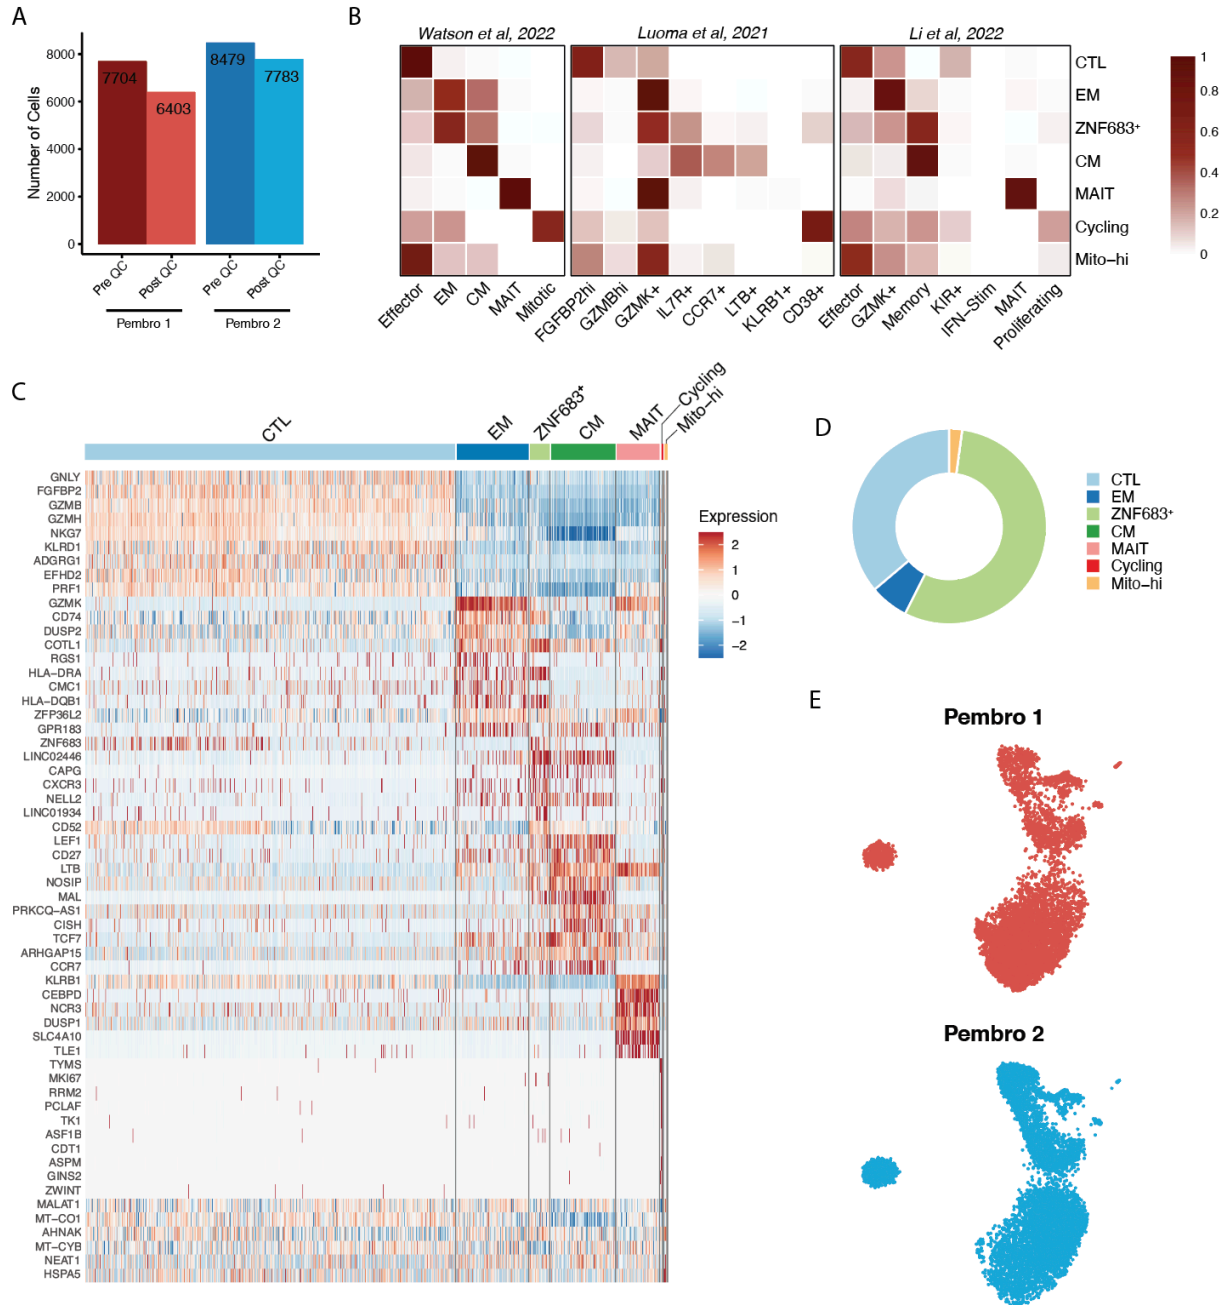 A
Number of Cells
8000
6000
4000
2000
0
7704
6403
8479
7783
Pre QC
Post QC
Pre QC
Post QC
Pembro 1
Pembro 2
B
Watson et al, 2022
Luoma et al, 2021
Li et al, 2022
CTL
EM
ZNF683⁺
CM
MAIT
Cycling
Mito-hi
1
0.8
0.6
0.4
0.2
0
Effector
EM
CM
MAIT
Mitotic
FGFBP2hi
GZMBhi
GZMK+
IL7R+
CCR7+
LTB+
KLRB1+
CD38+
Effector
GZMK+
Memory
KIR+
IFN-Stim
MAIT
Proliferating
C
CTL
EM
ZNF683⁺
CM
MAIT
Cycling
Mito-hi
GNLY
FGFBP2
GZMB
GZMH
NKG7
KLRD1
ADGRG1
EFHD2
PRF1
GZMK
CD74
DUSP2
COTL1
RGS1
HLA-DRA
CMC1
HLA-DQB1
ZFP36L2
GPR183
ZNF683
LINC02446
CAPG
CXCR3
NELL2
LINC01934
CD52
LEF1
CD27
LTB
NOSIP
MAL
PRKCQ-AS1
CISH
TCF7
ARHGAP15
CCR7
KLRB1
CEBPD
NCR3
DUSP1
SLC4A10
TLE1
TYMS
MKI67
RRM2
PCLAF
TK1
ASF1B
CDT1
ASPM
GINS2
ZWINT
MALAT1
MT-CO1
AHNAK
MT-CYB
NEAT1
HSPA5
Expression
2
1
0
-1
-2
D
CTL
EM
ZNF683⁺
CM
MAIT
Cycling
Mito-hi
E
Pembro 1
Pembro 2